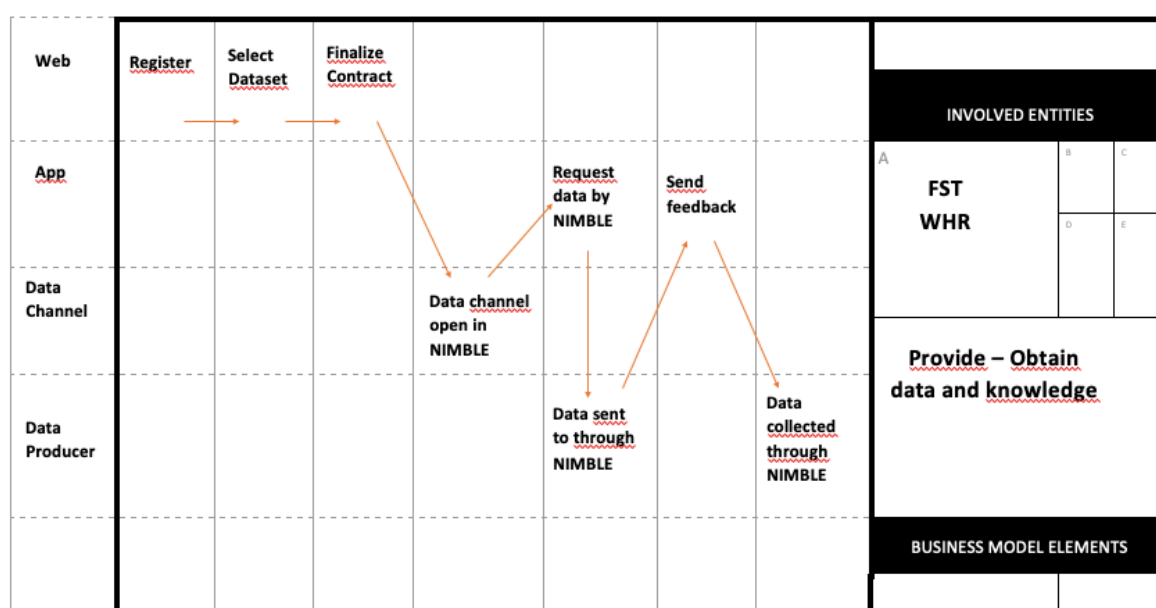 Web
Register
Select
Dataset
Finalize
Contract
INVOLVED ENTITIES
App
Request
data by
NIMBLE
Send
feedback
A
B
C
FST
WHR
D
E
Data
Channel
Data channel
open in
NIMBLE
Provide – Obtain
data and knowledge
Data
Producer
Data sent
to through
NIMBLE
Data
collected
through
NIMBLE
BUSINESS MODEL ELEMENTS